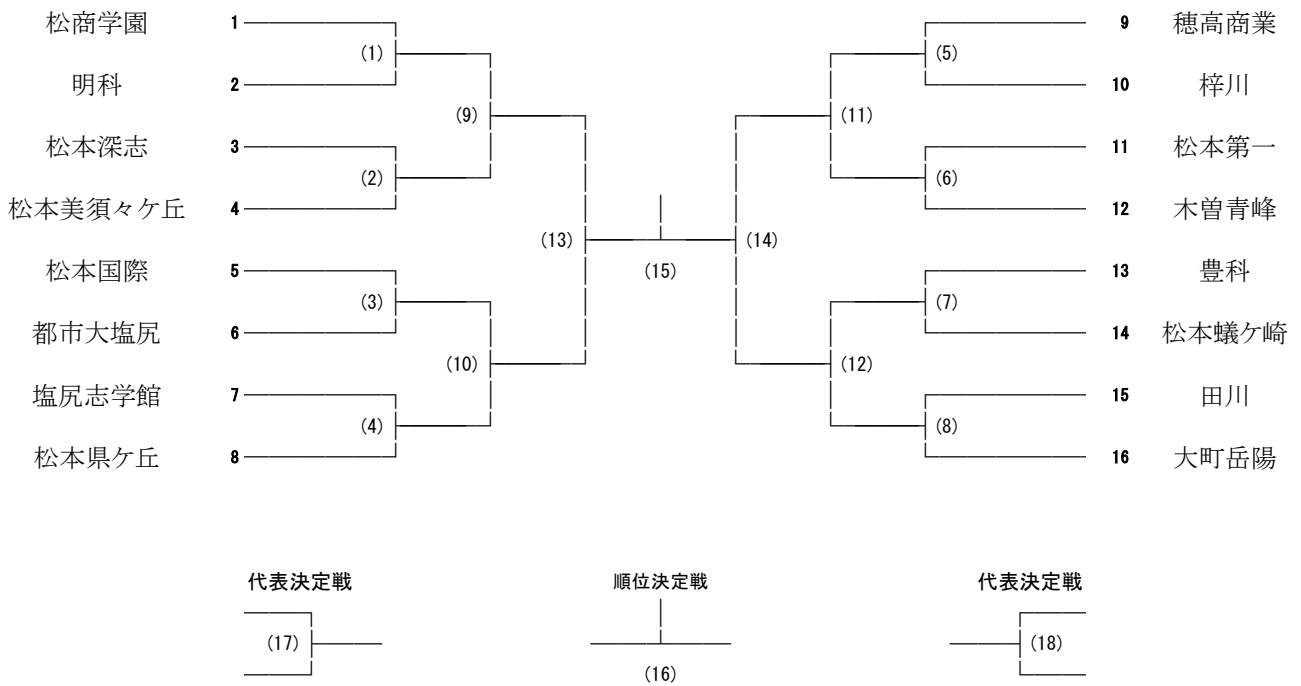 松商学園 1 9 穂高商業
(1) (5)
明科 2 10 梓川
(9) (11)
松本深志 3 11 松本第一
(2) (6)
松本美須々ケ丘 4 12 木曽青峰
(13) (14)
(15)
松本国際 5 13 豊科
(3) (7)
都市大塩尻 6 14 松本蟻ケ崎
(10) (12)
塩尻志学館 7 15 田川
(4) (8)
松本県ケ丘 8 16 大町岳陽
代表決定戦 順位決定戦 代表決定戦
(17) (18)
(16)